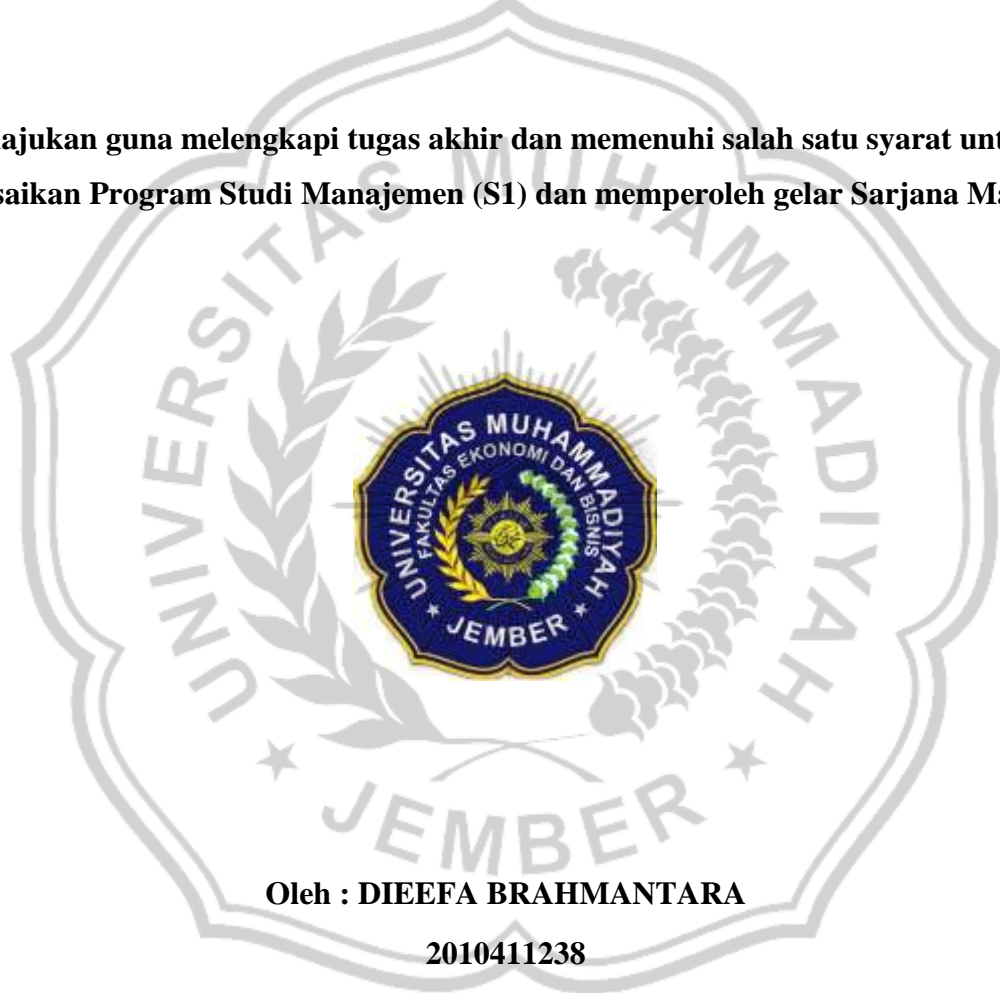 ajukan guna melengkapi tugas akhir dan memenuhi salah satu syarat unt
saikan Program Studi Manajemen (S1) dan memperoleh gelar Sarjana Ma
UNIVERSITAS MUHAMMADIYAH
JEMBER
UNIVERSITAS MUHAMMADIYAH
FAKULTAS EKONOMI DAN BISNIS
JEMBER
Oleh : DIEEFA BRAHMANTARA
2010411238